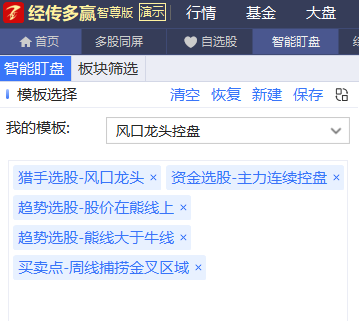 经传多赢 智尊版 演示 行情 基金 大盘
首页 多股同屏 自选股 智能盯盘
智能盯盘 板块筛选
模板选择 清空 恢复 新建 保存
我的模板: 风口龙头控盘
猎手选股-风口龙头 × 资金选股-主力连续控盘 ×
趋势选股-股价在熊线上 ×
趋势选股-熊线大于牛线 ×
买卖点-周线捕捞金叉区域 ×